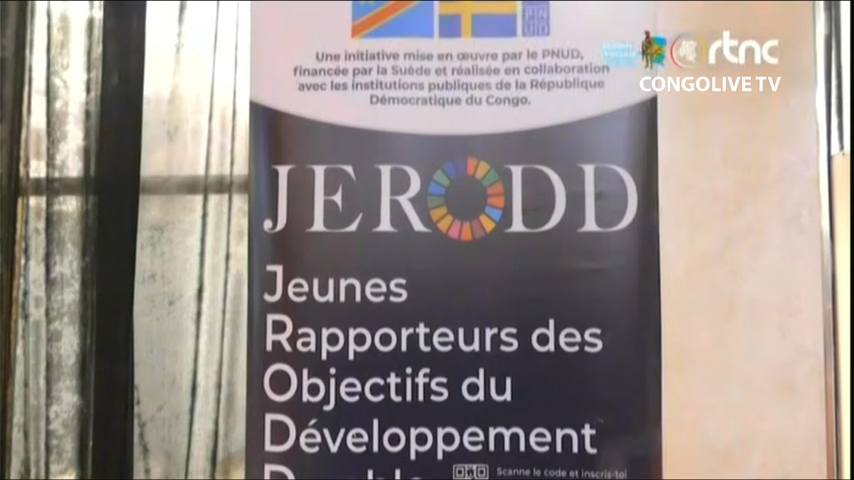 PNUD
Une initiative mise en œuvre par le PNUD,
financée par la Suède et réalisée en collaboration
avec les institutions publiques de la République
Démocratique du Congo.
rtnc
CONGOLIVE TV
JERODD
Jeunes
Rapporteurs des
Objectifs du
Développement
Durable
Scanne le code et inscris-toi